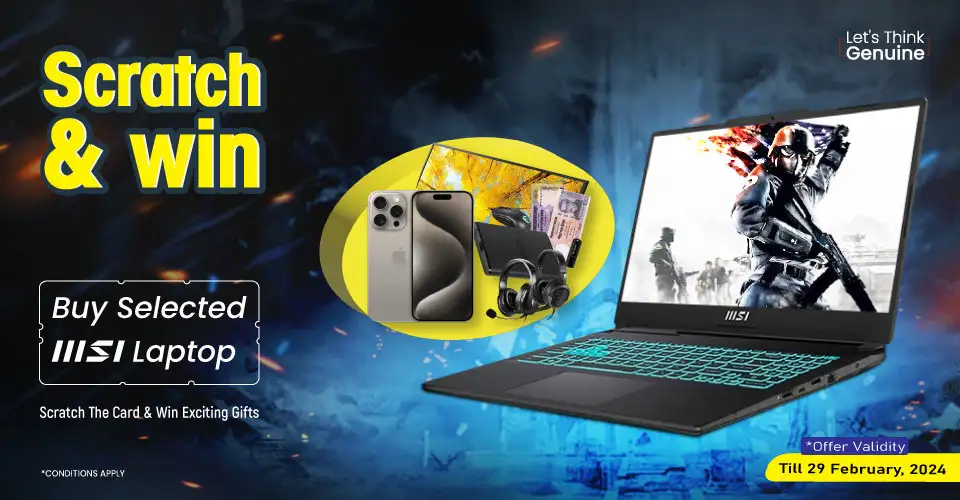 Scratch
& win
Let's Think
Genuine
Buy Selected
msi Laptop
Scratch The Card & Win Exciting Gifts
*CONDITIONS APPLY
msi
*Offer Validity
Till 29 February, 2024